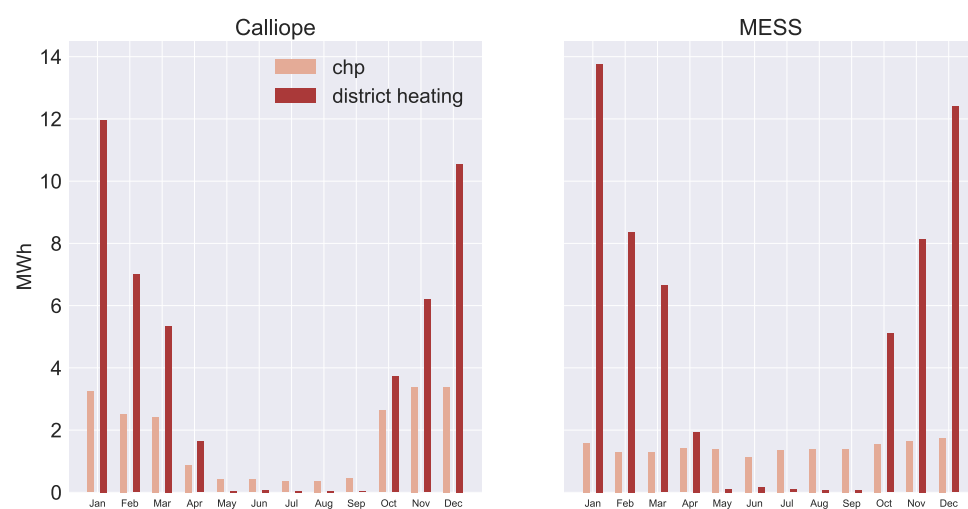 Calliope
MESS
chp
district heating
MWh
14
12
10
8
6
4
2
0
Jan Feb Mar Apr May Jun Jul Aug Sep Oct Nov Dec
Jan Feb Mar Apr May Jun Jul Aug Sep Oct Nov Dec